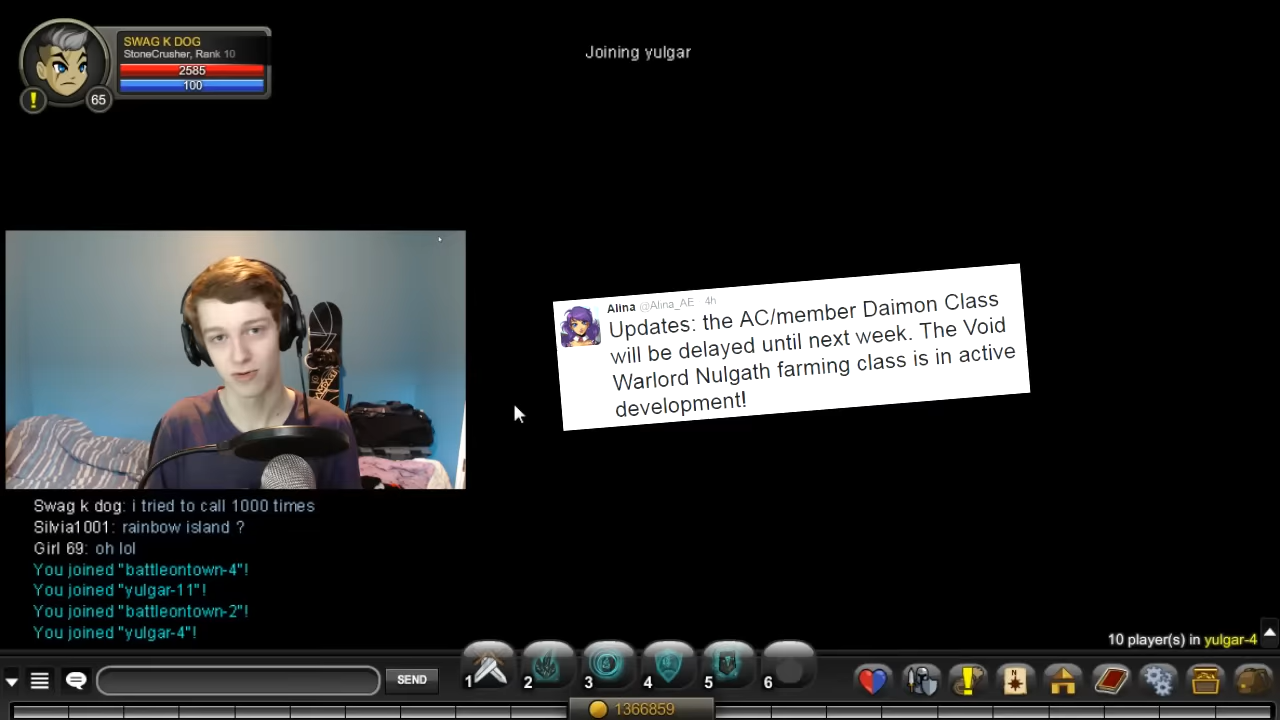 SWAG K DOG
StoneCrusher, Rank 10
2585
100
!
65
Joining yulgar
Alina @Alina_AE 4h
Updates: the AC/member Daimon Class
will be delayed until next week. The Void
Warlord Nulgath farming class is in active
development!
Swag k dog: i tried to call 1000 times
Silvia1001: rainbow island ?
Girl 69: oh lol
You joined "battleontown-4"!
You joined "yulgar-11"!
You joined "battleontown-2"!
You joined "yulgar-4"!
10 player(s) in yulgar-4
SEND
1 2 3 4 5 6
!
N
1366859